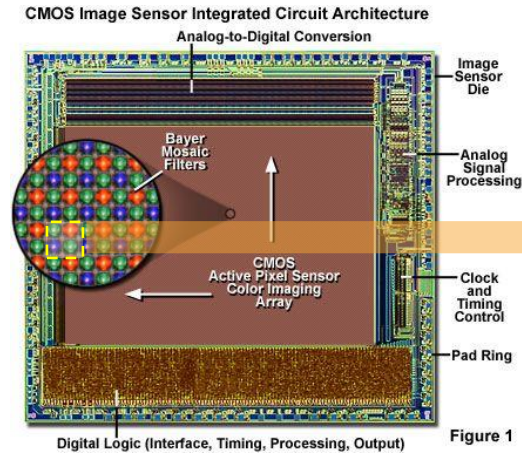 CMOS Image Sensor Integrated Circuit Architecture
Analog-to-Digital Conversion
Image
Sensor
Die
Bayer
Mosaic
Filters
Analog
Signal
Processing
CMOS
Active Pixel Sensor
Color Imaging
Array
Clock
and
Timing
Control
Pad Ring
Digital Logic (Interface, Timing, Processing, Output)
Figure 1